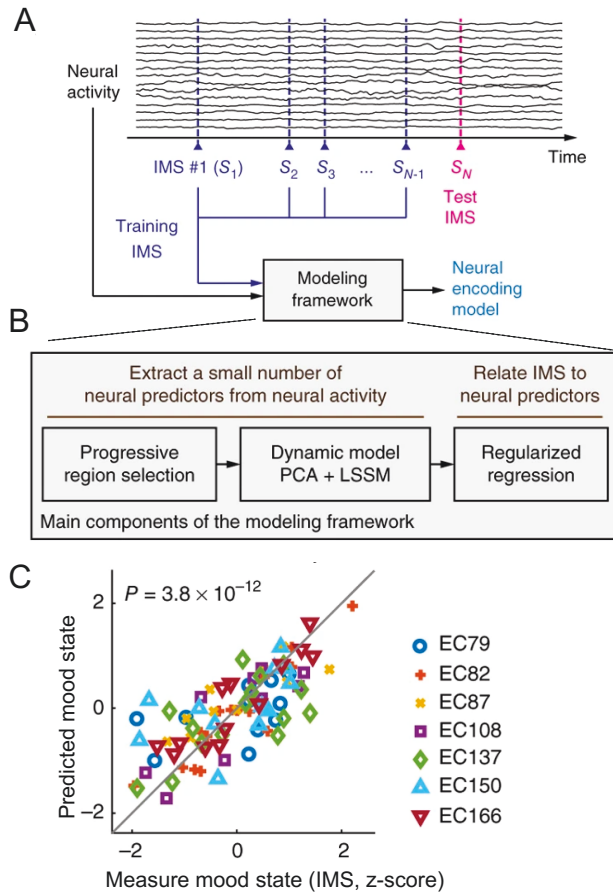 A
Neural
activity
Time
IMS #1 (S1) S2 S3 ... SN-1 SN
Test
IMS
Training
IMS
Modeling
framework
Neural
encoding
model
B
Extract a small number of
neural predictors from neural activity
Relate IMS to
neural predictors
Progressive
region selection
Dynamic model
PCA + LSSM
Regularized
regression
Main components of the modeling framework
C
P = 3.8 × 10−12
Predicted mood state
2
0
−2
−2 0 2
Measure mood state (IMS, z-score)
EC79
EC82
EC87
EC108
EC137
EC150
EC166